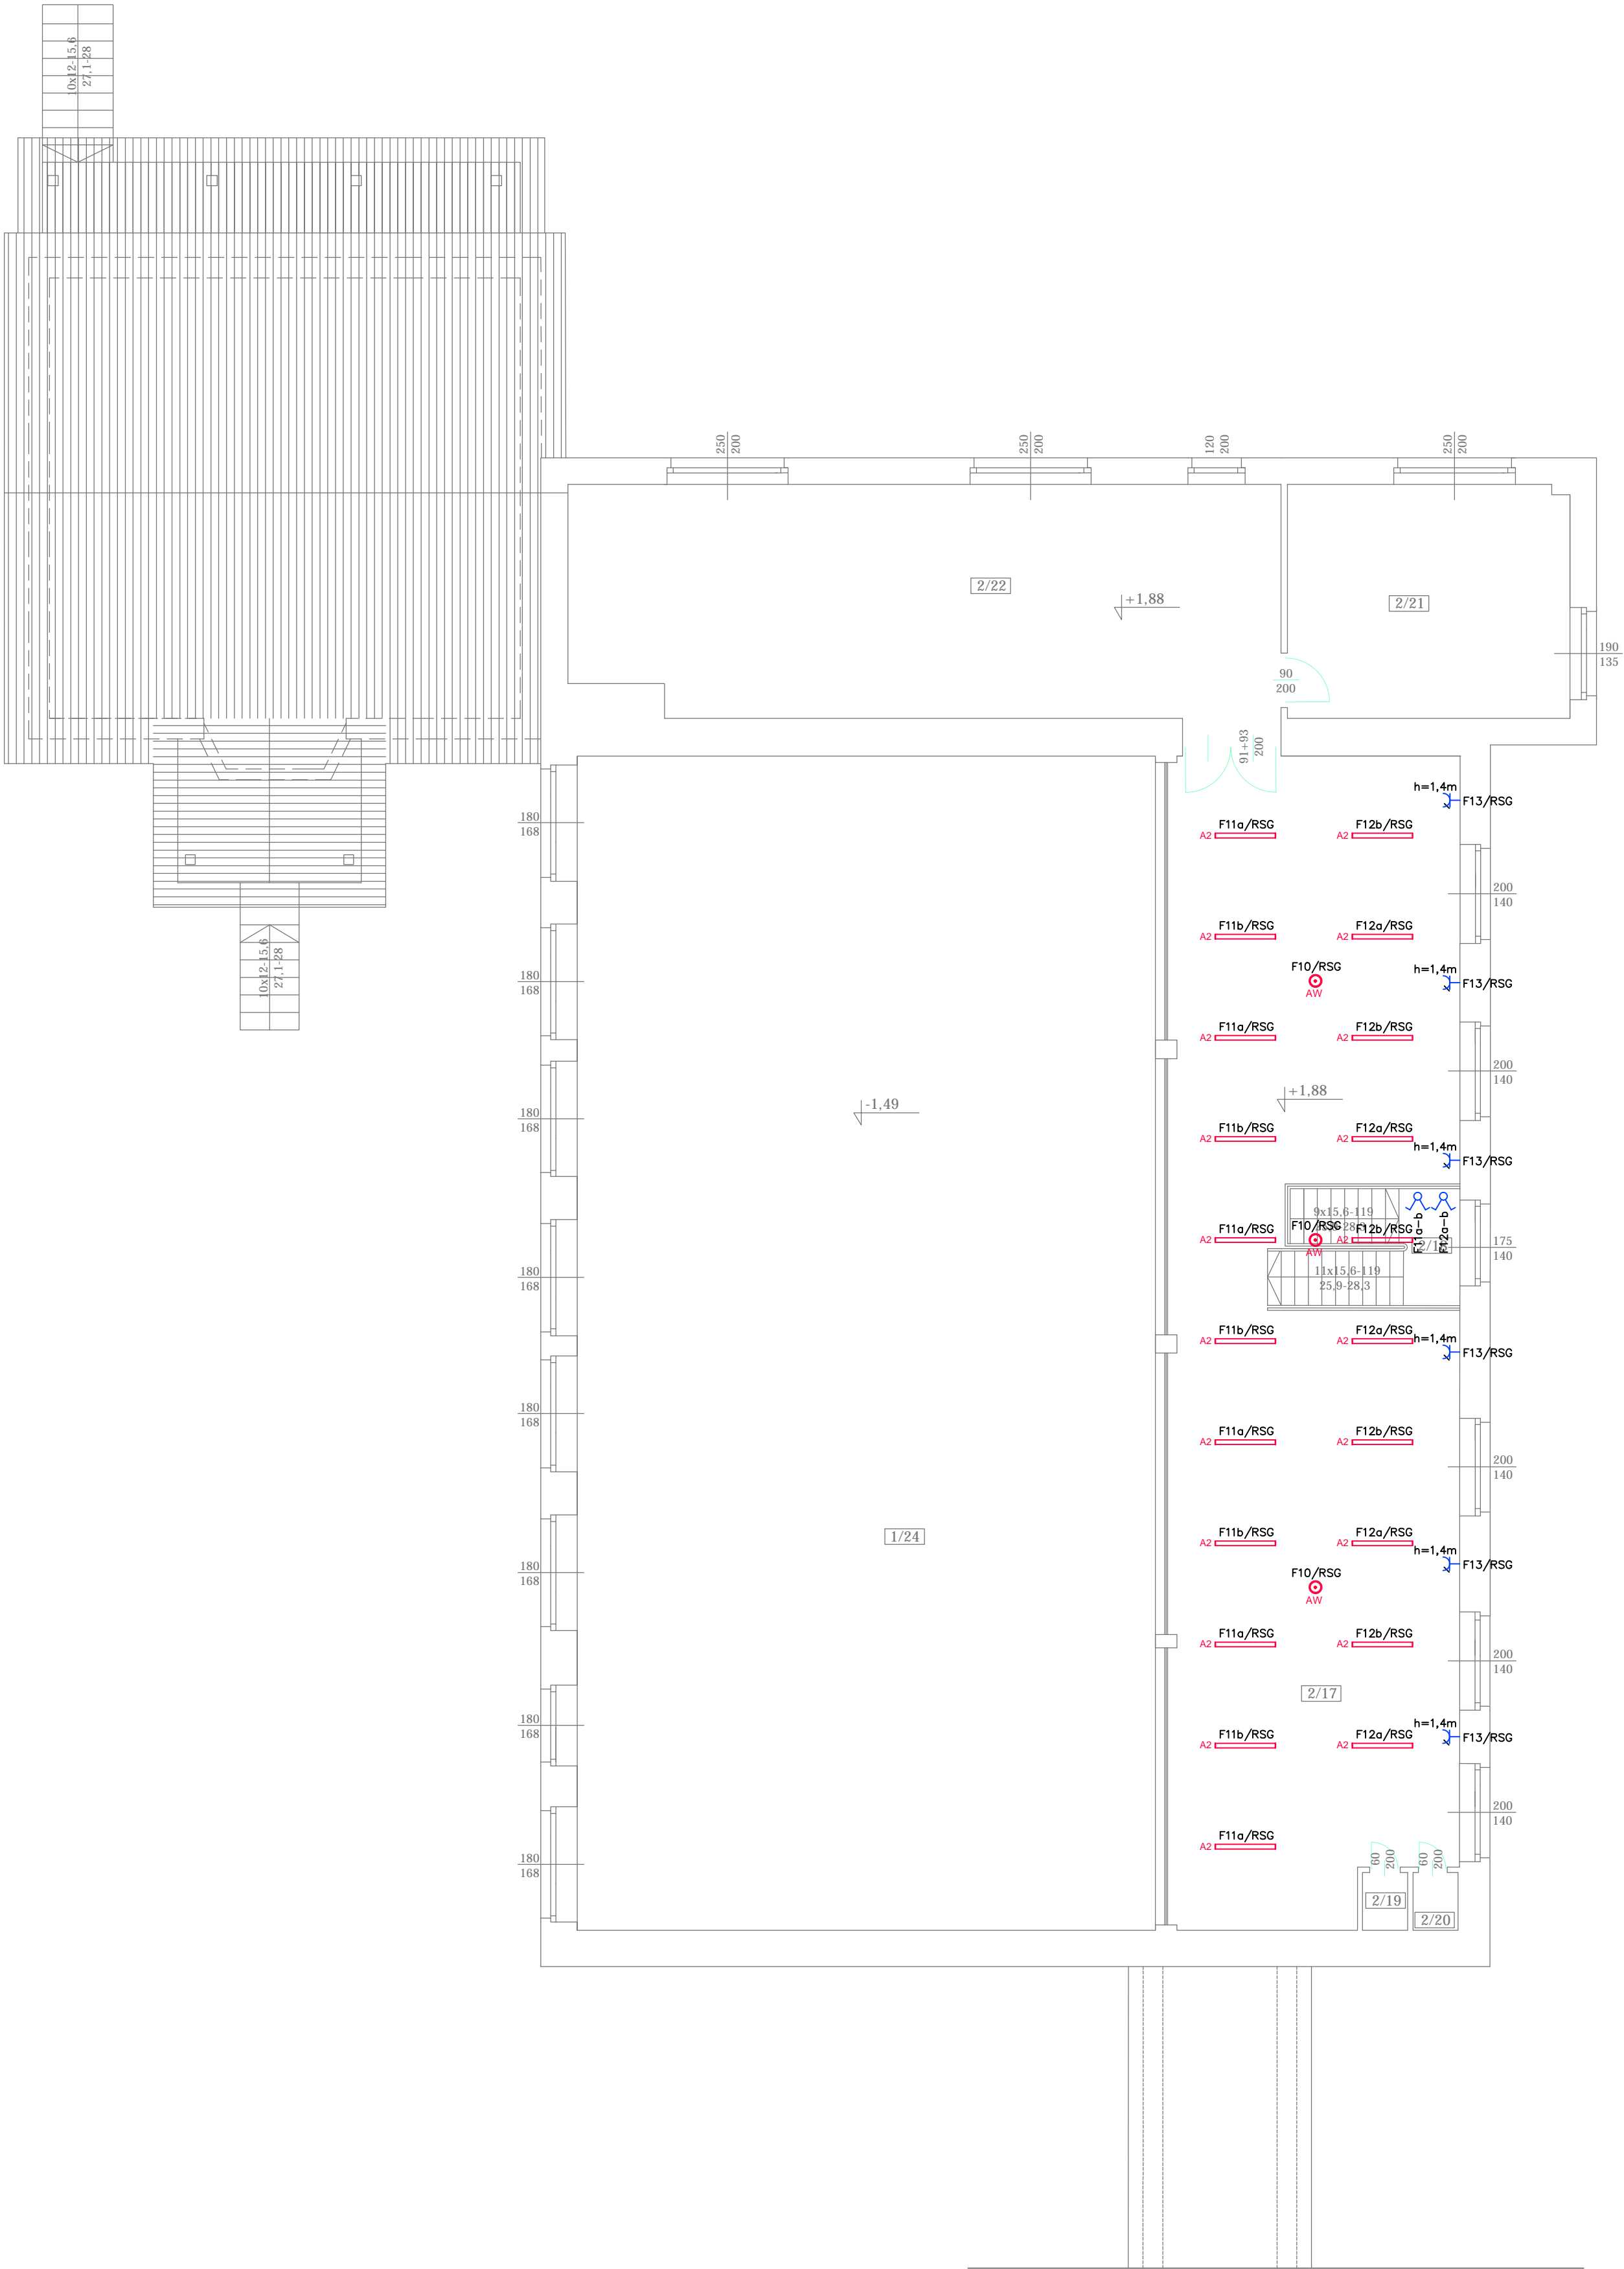 10x12-15,6
27,1-28
250
200
250
200
120
200
250
200
2/22
+1,88
2/21
190
135
90
200
91+93
200
h=1,4m
F13/RSG
180
168
F11a/RSG
A2
F12b/RSG
A2
200
140
F11b/RSG
A2
F12a/RSG
A2
10x12-15,6
27,1-28
180
168
F10/RSG
AW
h=1,4m
F13/RSG
F11a/RSG
A2
F12b/RSG
A2
200
140
-1,49
+1,88
180
168
F11b/RSG
A2
F12a/RSG
A2
h=1,4m
F13/RSG
9x15,6-119
F10/RSG
AW
F11a/RSG
A2
F12b/RSG
A2
F11a-b
F12a-b
175
140
11x15,6-119
25,9-28,3
180
168
F11b/RSG
A2
F12a/RSG
A2
h=1,4m
F13/RSG
180
168
F11a/RSG
A2
F12b/RSG
A2
200
140
1/24
F11b/RSG
A2
F12a/RSG
A2
h=1,4m
F13/RSG
180
168
F10/RSG
AW
F11a/RSG
A2
F12b/RSG
A2
200
140
2/17
180
168
F11b/RSG
A2
F12a/RSG
A2
h=1,4m
F13/RSG
200
140
F11a/RSG
A2
180
168
60
200
60
200
2/19
2/20